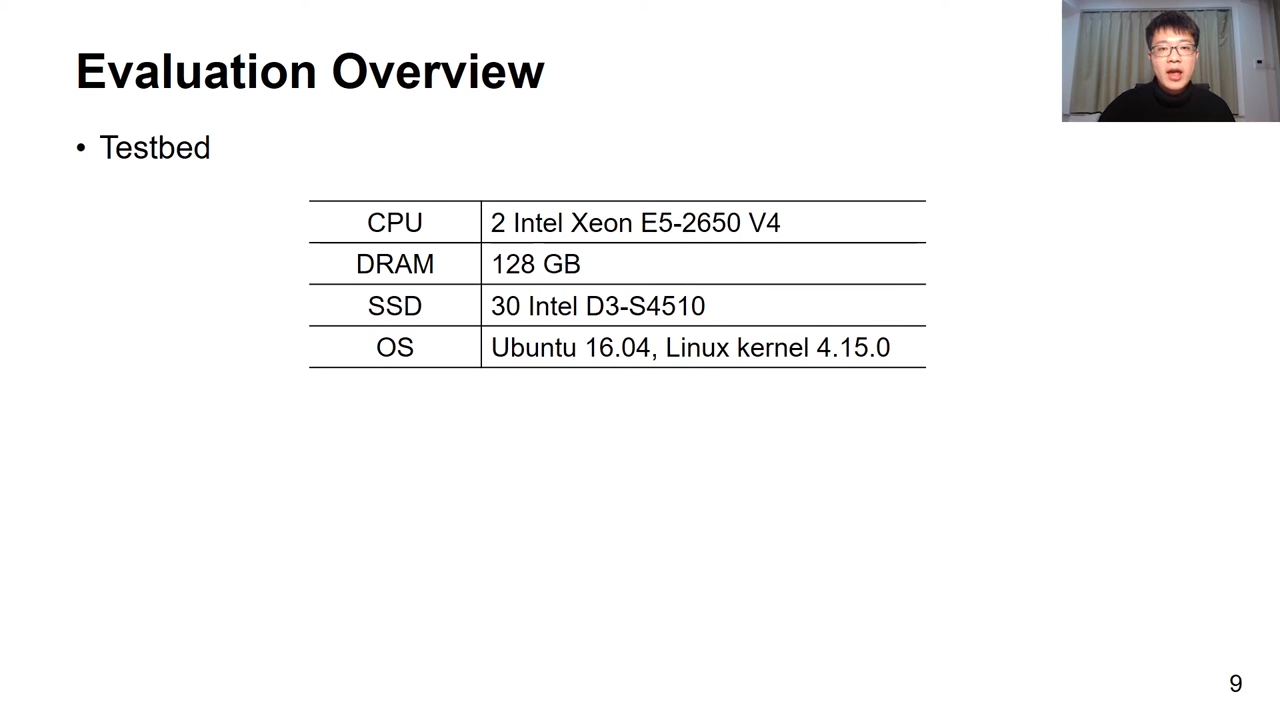 Evaluation Overview
• Testbed
CPU 2 Intel Xeon E5-2650 V4
DRAM 128 GB
SSD 30 Intel D3-S4510
OS Ubuntu 16.04, Linux kernel 4.15.0
9